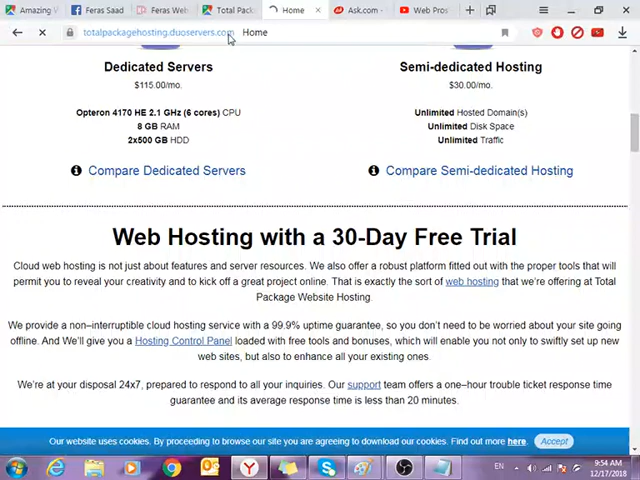 Amazing V
Feras Saad
Feras Web
Total Pack
Home
Ask.com -
Web Pros
totalpackagehosting.duoservers.com Home
Dedicated Servers
$115.00/mo.
Opteron 4170 HE 2.1 GHz (6 cores) CPU
8 GB RAM
2x500 GB HDD
Compare Dedicated Servers
Semi-dedicated Hosting
$30.00/mo.
Unlimited Hosted Domain(s)
Unlimited Disk Space
Unlimited Traffic
Compare Semi-dedicated Hosting
Web Hosting with a 30-Day Free Trial
Cloud web hosting is not just about features and server resources. We also offer a robust platform fitted out with the proper tools that will
permit you to reveal your creativity and to kick off a great project online. That is exactly the sort of web hosting that we're offering at Total
Package Website Hosting.
We provide a non–interruptible cloud hosting service with a 99.9% uptime guarantee, so you don't need to be worried about your site going
offline. And We'll give you a Hosting Control Panel loaded with free tools and bonuses, which will enable you not only to swiftly set up new
web sites, but also to enhance all your existing ones.
We're at your disposal 24x7, prepared to respond to all your inquiries. Our support team offers a one–hour trouble ticket response time
guarantee and its average response time is less than 20 minutes.
Our website uses cookies. By proceeding to browse our site you are agreeing to download our cookies. Find out more here. Accept
EN
9:54 AM
12/17/2018